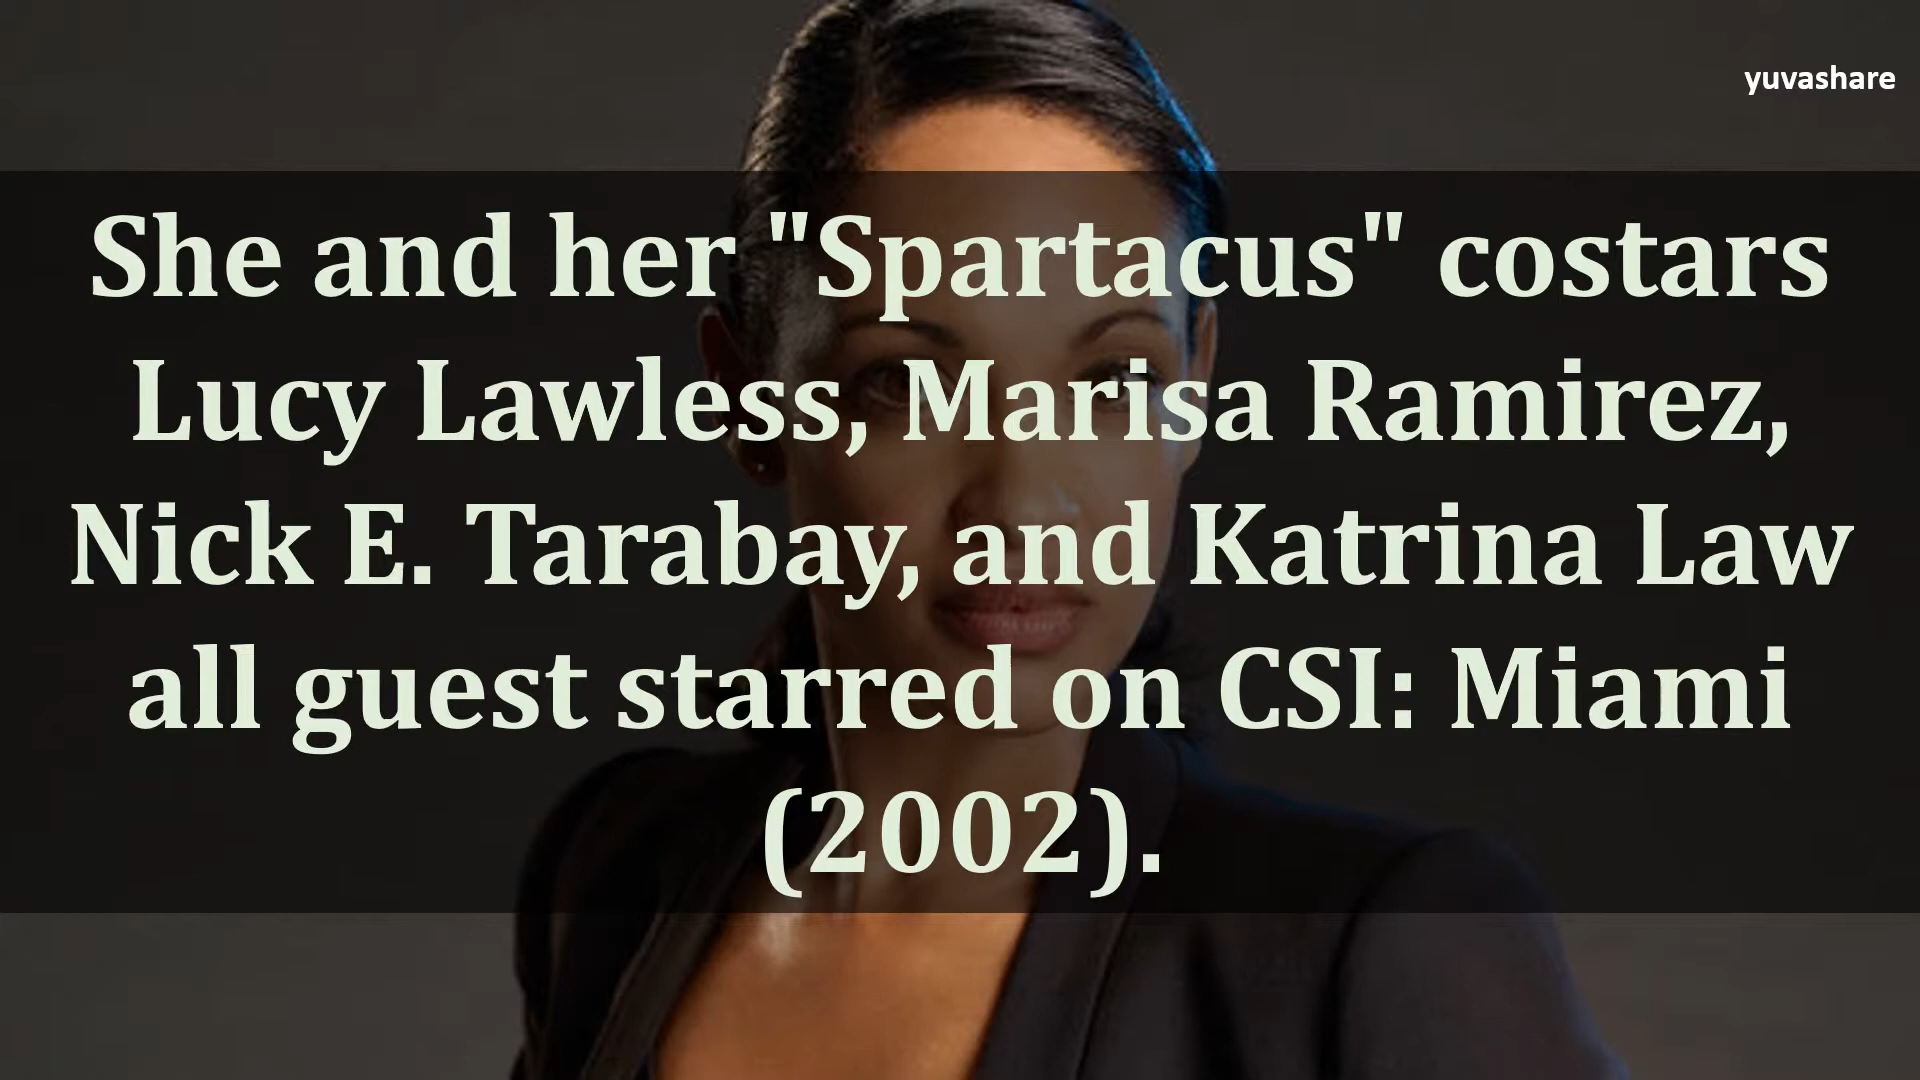 yuvashare
She and her "Spartacus" costars
Lucy Lawless, Marisa Ramirez,
Nick E. Tarabay, and Katrina Law
all guest starred on CSI: Miami
(2002).